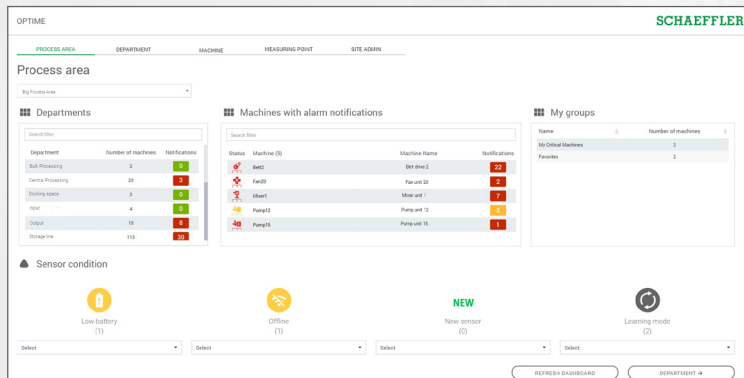 OPTIME
SCHAEFFLER
PROCESS AREA DEPARTMENT MACHINE MEASURING POINT SITE ADMIN
Process area
Big Process Area
Departments
Search filter
Department Number of machines Notifications
Bulk Processing 2 0
Central Processing 23 3
Docking space 2 0
Input 4 0
Output 15 8
Storage line 113 30
Machines with alarm notifications
Search filter
Status Machine (5) Machine Name Notifications
Belt2 Belt drive 2 22
Fan20 Fan unit 20 2
Mixer1 Mixer unit 1 7
Pump12 Pump unit 12 2
Pump15 Pump unit 15 1
My groups
Name Number of machines
My Critical Machines 3
Favorites 2
Sensor condition
NEW
Low battery Offline New sensor Learning mode
(1) (1) (0) (2)
Select Select Select Select
REFRESH DASHBOARD DEPARTMENT →